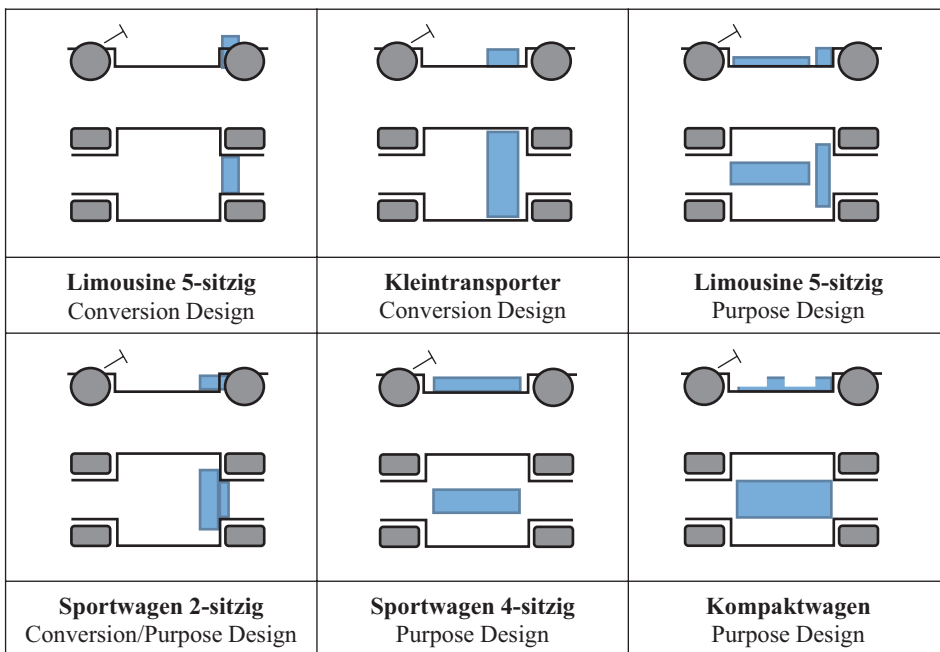 Limousine 5-sitzig
Conversion Design
Kleintransporter
Conversion Design
Limousine 5-sitzig
Purpose Design
Sportwagen 2-sitzig
Conversion/Purpose Design
Sportwagen 4-sitzig
Purpose Design
Kompaktwagen
Purpose Design